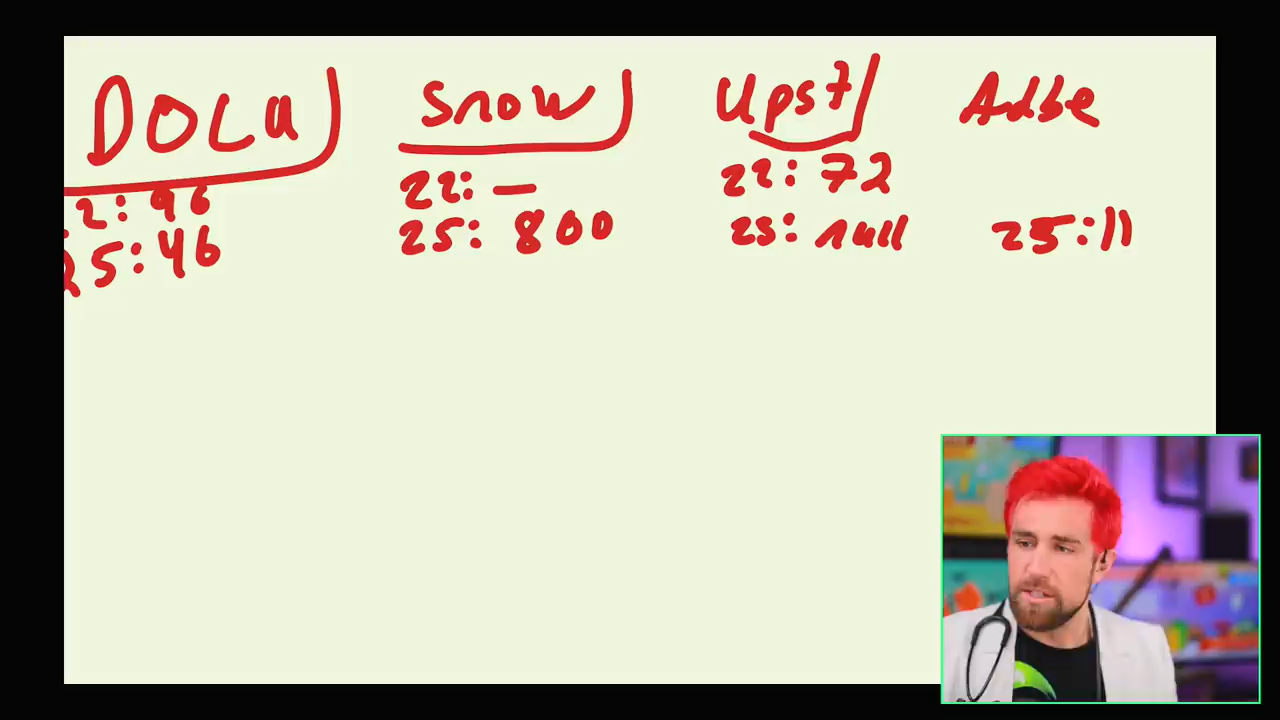 DOCU Snow Upst Adbe
22: 96 22: — 22: 72
25: 46 25: 800 25: null 25: 11